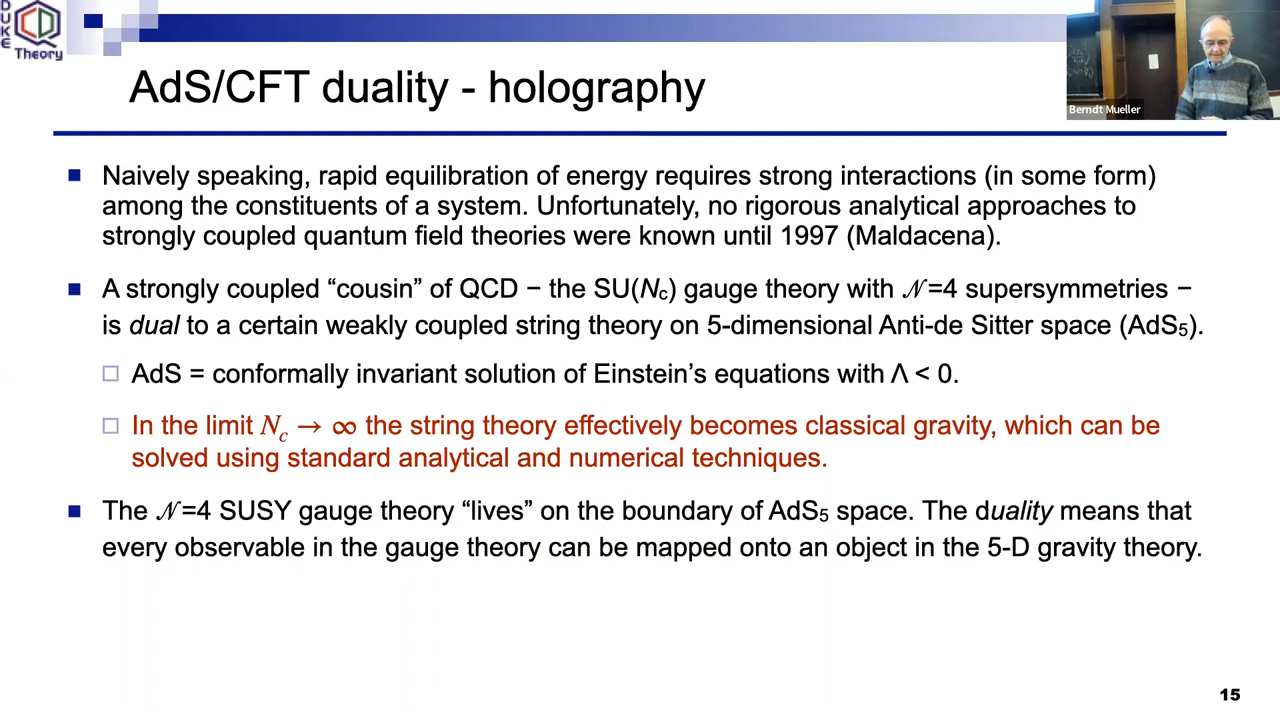 DUKE
QCD
Theory
AdS/CFT duality - holography
Berndt Mueller
Naively speaking, rapid equilibration of energy requires strong interactions (in some form)
among the constituents of a system. Unfortunately, no rigorous analytical approaches to
strongly coupled quantum field theories were known until 1997 (Maldacena).
A strongly coupled “cousin” of QCD − the SU(Nc) gauge theory with 𝒩=4 supersymmetries −
is dual to a certain weakly coupled string theory on 5-dimensional Anti-de Sitter space (AdS₅).
AdS = conformally invariant solution of Einstein’s equations with Λ < 0.
In the limit N_c → ∞ the string theory effectively becomes classical gravity, which can be
solved using standard analytical and numerical techniques.
The 𝒩=4 SUSY gauge theory “lives” on the boundary of AdS₅ space. The duality means that
every observable in the gauge theory can be mapped onto an object in the 5-D gravity theory.
15